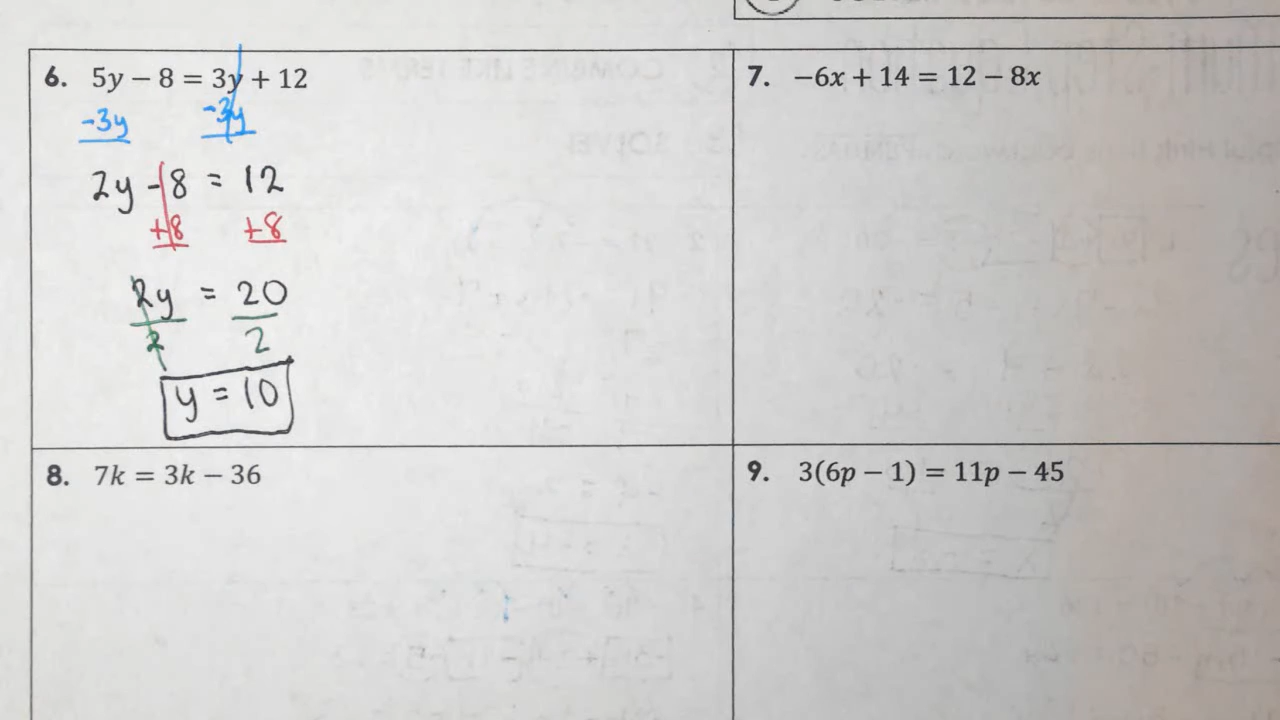 6. 5y − 8 = 3y + 12
-3y -3y
2y - 8 = 12
+8 +8
2y = 20
2 2
y = 10
7. −6x + 14 = 12 − 8x
8. 7k = 3k − 36
9. 3(6p − 1) = 11p − 45